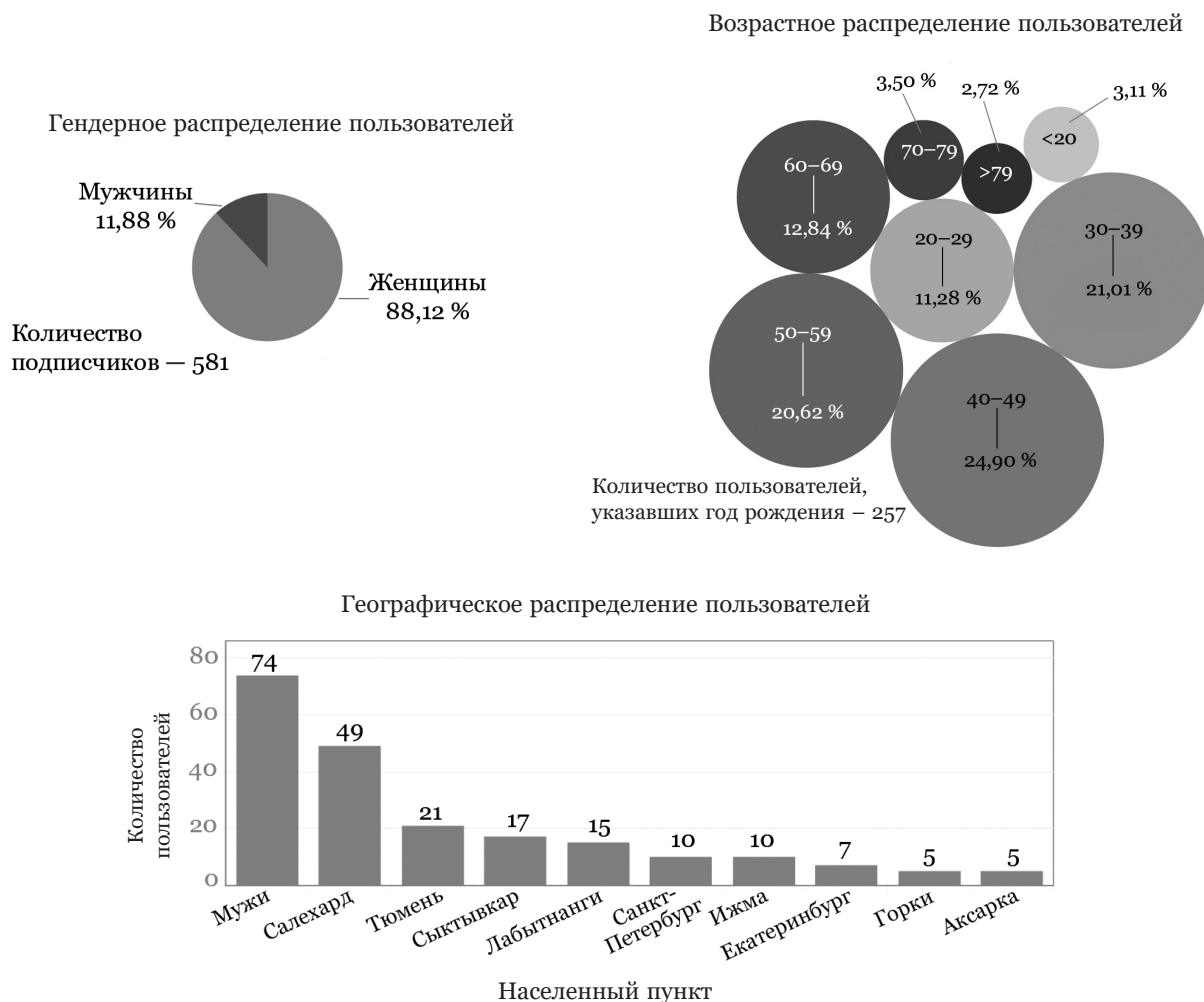 Гендерное распределение пользователей
Мужчины
11,88 %
Женщины
88,12 %
Количество
подписчиков — 581
Возрастное распределение пользователей
3,50 %
2,72 %
3,11 %
60–69
12,84 %
70–79
>79
<20
20–29
11,28 %
30–39
21,01 %
50–59
20,62 %
40–49
24,90 %
Количество пользователей,
указавших год рождения – 257
Географическое распределение пользователей
Количество
пользователей
80
60
40
20
0
74
49
21
17
15
10
10
7
5
5
Мужи
Салехард
Тюмень
Сыктывкар
Лабытнанги
Санкт-
Петербург
Ижма
Екатеринбург
Горки
Аксарка
Населенный пункт